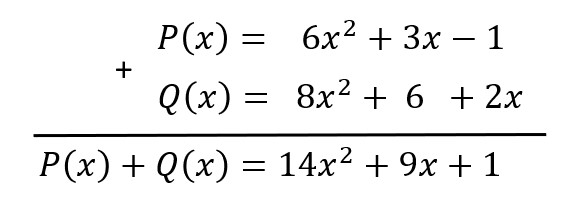 P(x) = 6x² + 3x − 1
+
Q(x) = 8x² + 6 + 2x
P(x) + Q(x) = 14x² + 9x + 1